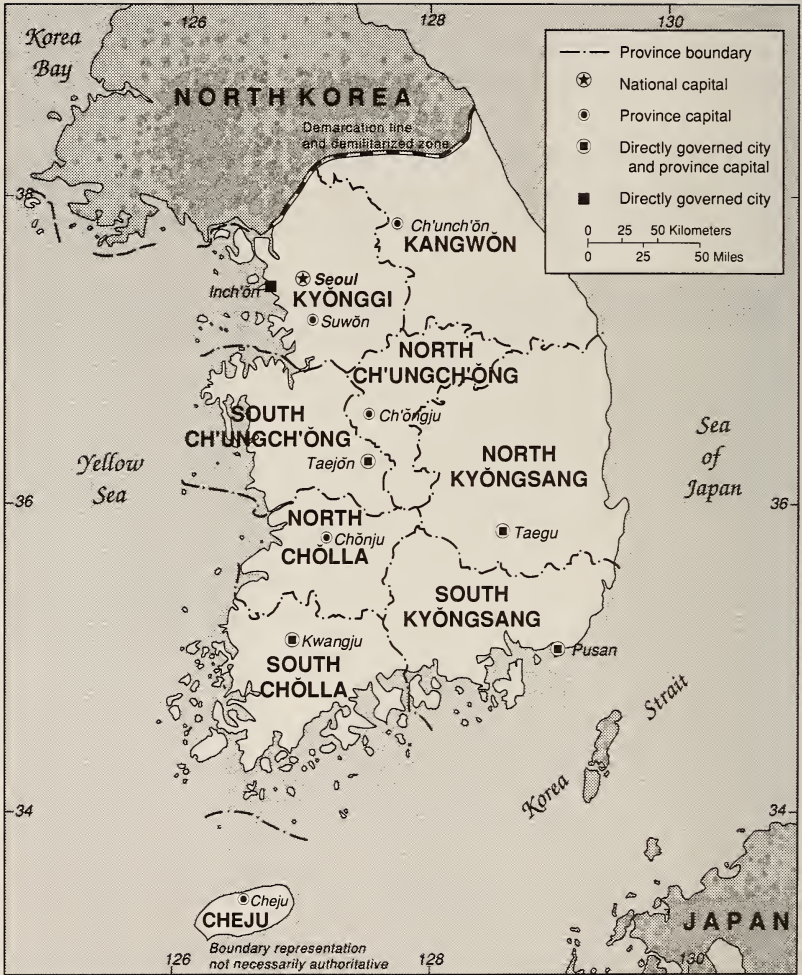 126
128
130
Korea
Bay
NORTH KOREA
Demarcation line
and demilitarized zone
Province boundary
National capital
Province capital
Directly governed city
and province capital
Directly governed city
0 25 50 Kilometers
0 25 50 Miles
38
Ch'unch'ŏn
KANGWŎN
Seoul
Inch'ŏn
KYŎNGGI
Suwŏn
NORTH
CH'UNGCH'ŎNG
SOUTH
CH'UNGCH'ŎNG
Ch'ŏngju
Taejŏn
NORTH
KYŎNGSANG
Sea
of
Japan
Yellow
Sea
36
36
NORTH
CHŎLLA
Chŏnju
Taegu
SOUTH
KYŎNGSANG
Kwangju
SOUTH
CHŎLLA
Pusan
Korea Strait
34
34
Cheju
CHEJU
JAPAN
Boundary representation
not necessarily authoritative
126
128
130